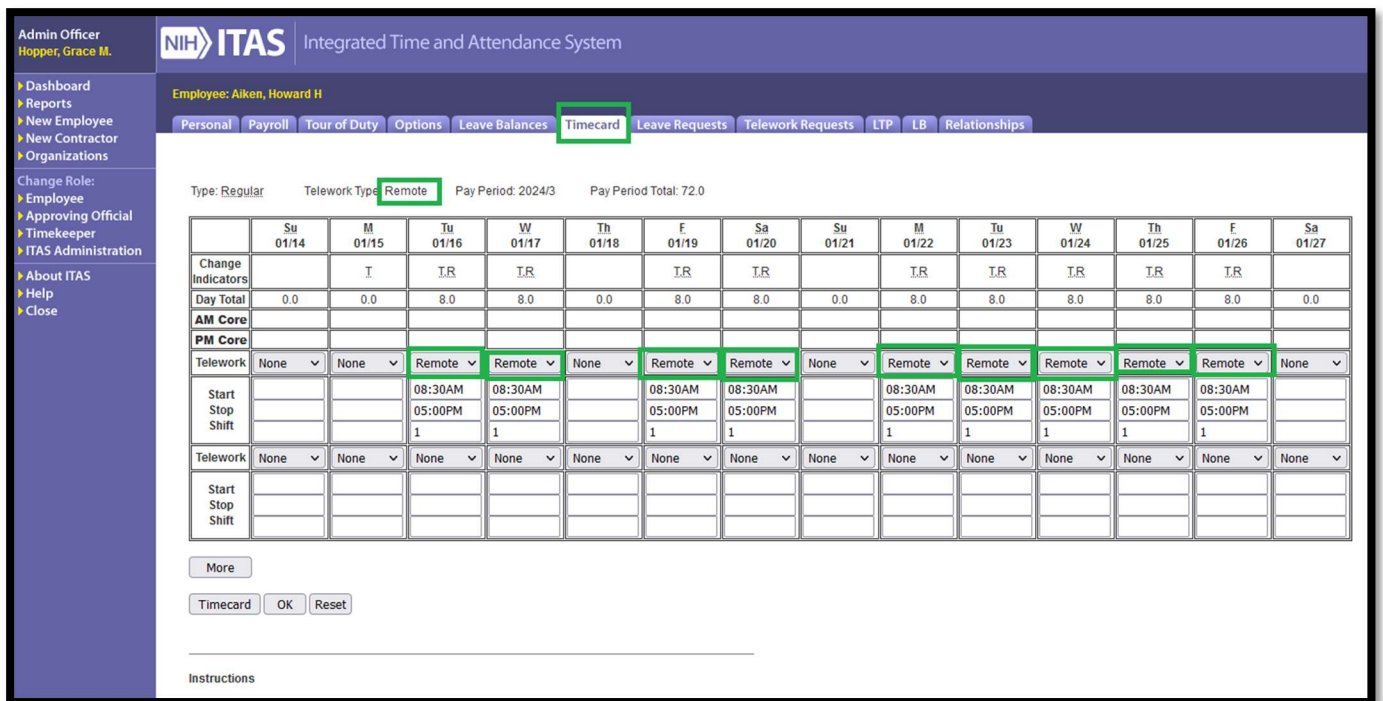 Admin Officer
Hopper, Grace M.
NIH ITAS Integrated Time and Attendance System
Dashboard
Reports
New Employee
New Contractor
Organizations
Change Role:
Employee
Approving Official
Timekeeper
ITAS Administration
About ITAS
Help
Close
Employee: Aiken, Howard H
Personal Payroll Tour of Duty Options Leave Balances Timecard Leave Requests Telework Requests LTP LB Relationships
Type: Regular Telework Type Remote Pay Period: 2024/3 Pay Period Total: 72.0
Su M Tu W Th F Sa Su M Tu W Th F Sa
01/14 01/15 01/16 01/17 01/18 01/19 01/20 01/21 01/22 01/23 01/24 01/25 01/26 01/27
Change Indicators T T,R T,R T,R T,R T,R T,R T,R T,R T,R
Day Total 0.0 0.0 8.0 8.0 0.0 8.0 8.0 0.0 8.0 8.0 8.0 8.0 8.0 0.0
AM Core
PM Core
Telework None None Remote Remote None Remote Remote None Remote Remote Remote Remote Remote None
Start 08:30AM 08:30AM 08:30AM 08:30AM 08:30AM 08:30AM 08:30AM 08:30AM 08:30AM
Stop 05:00PM 05:00PM 05:00PM 05:00PM 05:00PM 05:00PM 05:00PM 05:00PM 05:00PM
Shift 1 1 1 1 1 1 1 1 1
Telework None None None None None None None None None None None None None None
Start
Stop
Shift
More
Timecard OK Reset
Instructions